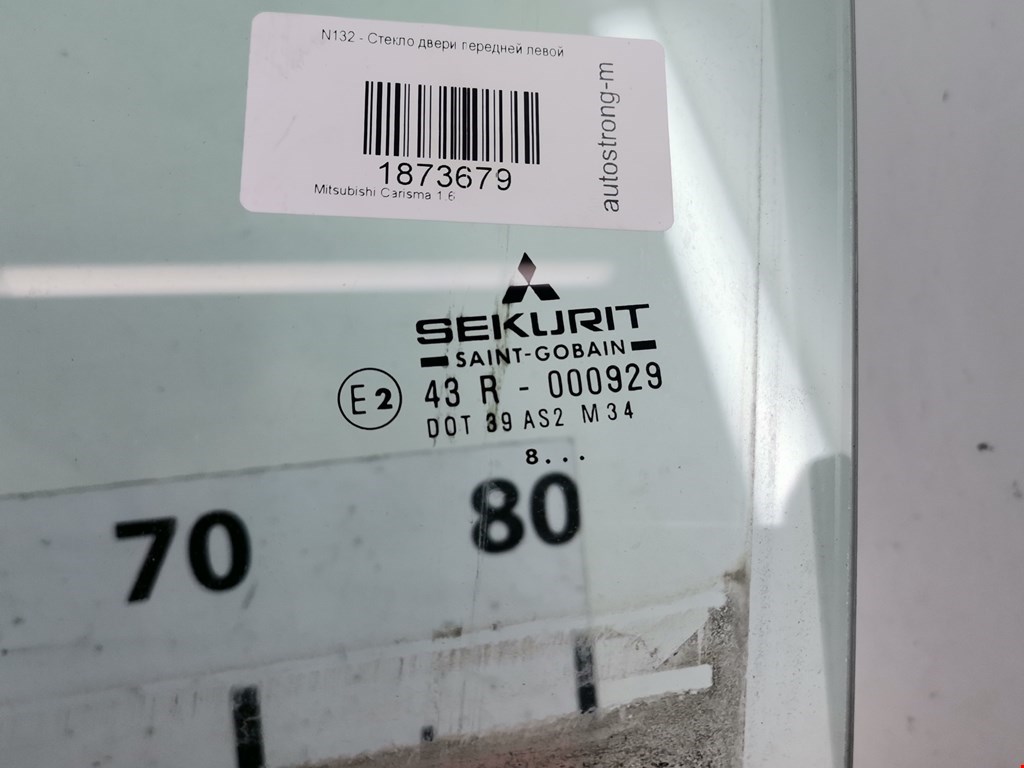 N132 - Стекло двери передней левой
1873679
Mitsubishi Carisma 1.6
autostrong-m
SEKURIT
SAINT-GOBAIN
E2 43 R - 000929
DOT 39 AS2 M34
8...
70 80